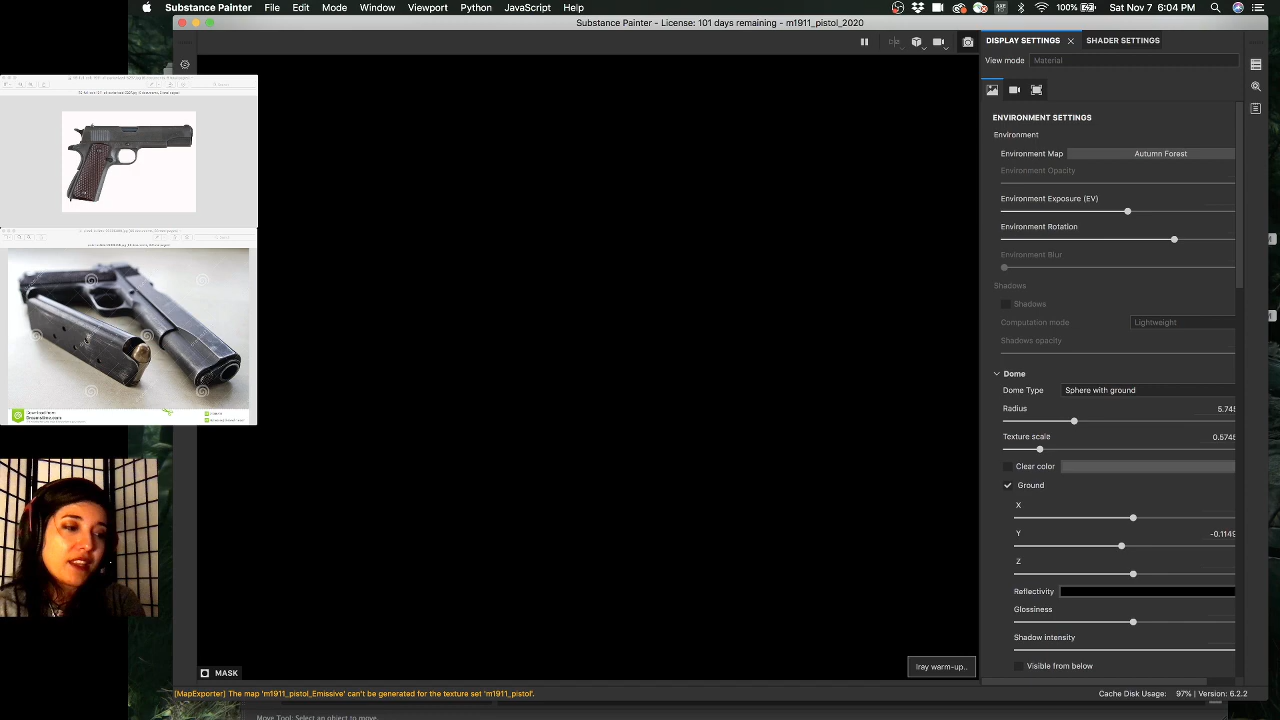 Substance Painter File Edit Mode Window Viewport Python JavaScript Help
100% Sat Nov 7 6:04 PM
Substance Painter - License: 101 days remaining - m1911_pistol_2020
DISPLAY SETTINGS
SHADER SETTINGS
View mode Material
ENVIRONMENT SETTINGS
Environment
Environment Map Autumn Forest
Environment Opacity
Environment Exposure (EV)
Environment Rotation
Environment Blur
Shadows
Shadows
Computation mode Lightweight
Shadows opacity
Dome
Dome Type Sphere with ground
Radius 5.745
Texture scale 0.5745
Clear color
Ground
X
Y -0.1149
Z
Reflectivity
Glossiness
Shadow intensity
Visible from below
MASK
Iray warm-up..
[MapExporter] The map 'm1911_pistol_Emissive' can't be generated for the texture set 'm1911_pistol'.
Cache Disk Usage: 97% | Version: 6.2.2
Move Tool: Select an object to move.